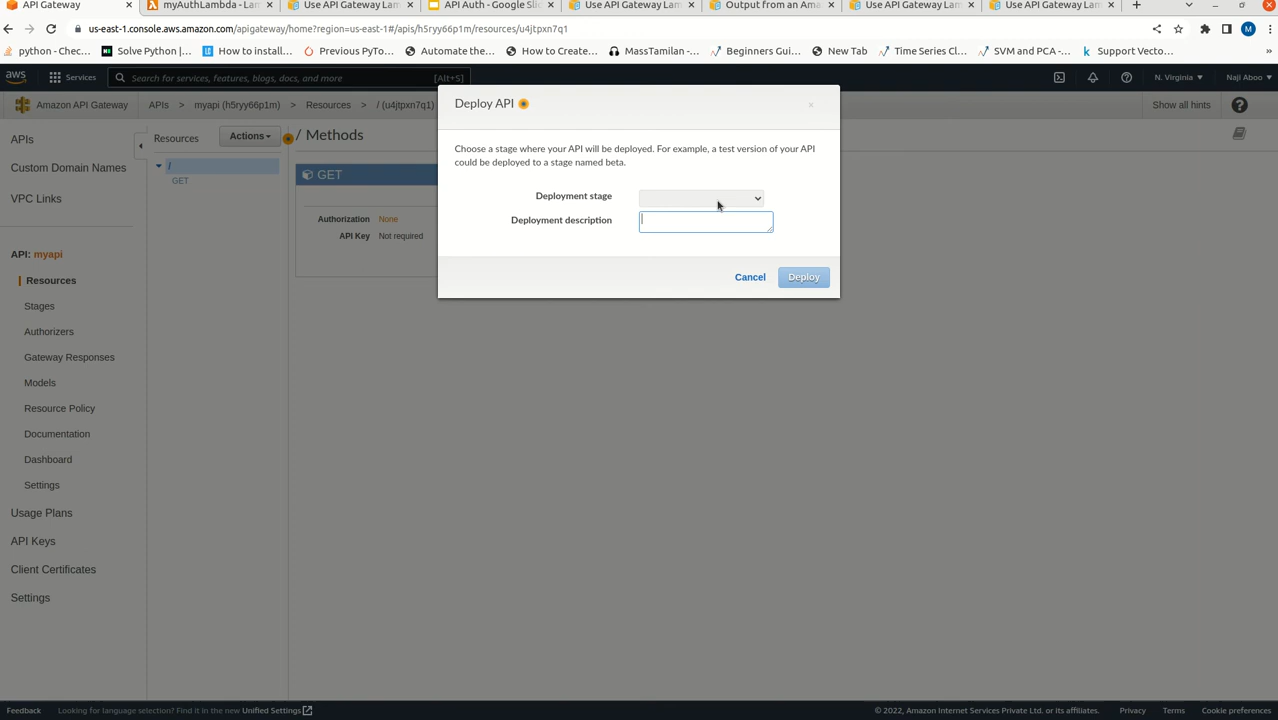 API Gateway × myAuthLambda - Lam × Use API Gateway Lam × API Auth - Google Slid × Use API Gateway Lam × Output from an Ama × Use API Gateway Lam × Use API Gateway Lam × +
us-east-1.console.aws.amazon.com/apigateway/home?region=us-east-1#/apis/h5ryy66p1m/resources/u4jtpxn7q1 M
python - Chec... Solve Python |... How to install... Previous PyTo... Automate the... How to Create... MassTamilan -... Beginners Gui... New Tab Time Series Cl... SVM and PCA -... Support Vecto... »
aws Services Search for services, features, blogs, docs, and more [Alt+S] N. Virginia Naji Aboo
Amazon API Gateway APIs > myapi (h5ryy66p1m) > Resources > / (u4jtpxn7q1) Show all hints ?
Deploy API ×
APIs
Resources Actions / Methods
Choose a stage where your API will be deployed. For example, a test version of your API
could be deployed to a stage named beta.
Custom Domain Names
/ GET
GET
VPC Links
Deployment stage
Authorization None
Deployment description
API Key Not required
API: myapi
Cancel Deploy
Resources
Stages
Authorizers
Gateway Responses
Models
Resource Policy
Documentation
Dashboard
Settings
Usage Plans
API Keys
Client Certificates
Settings
Feedback Looking for language selection? Find it in the new Unified Settings © 2022, Amazon Internet Services Private Ltd. or its affiliates. Privacy Terms Cookie preferences